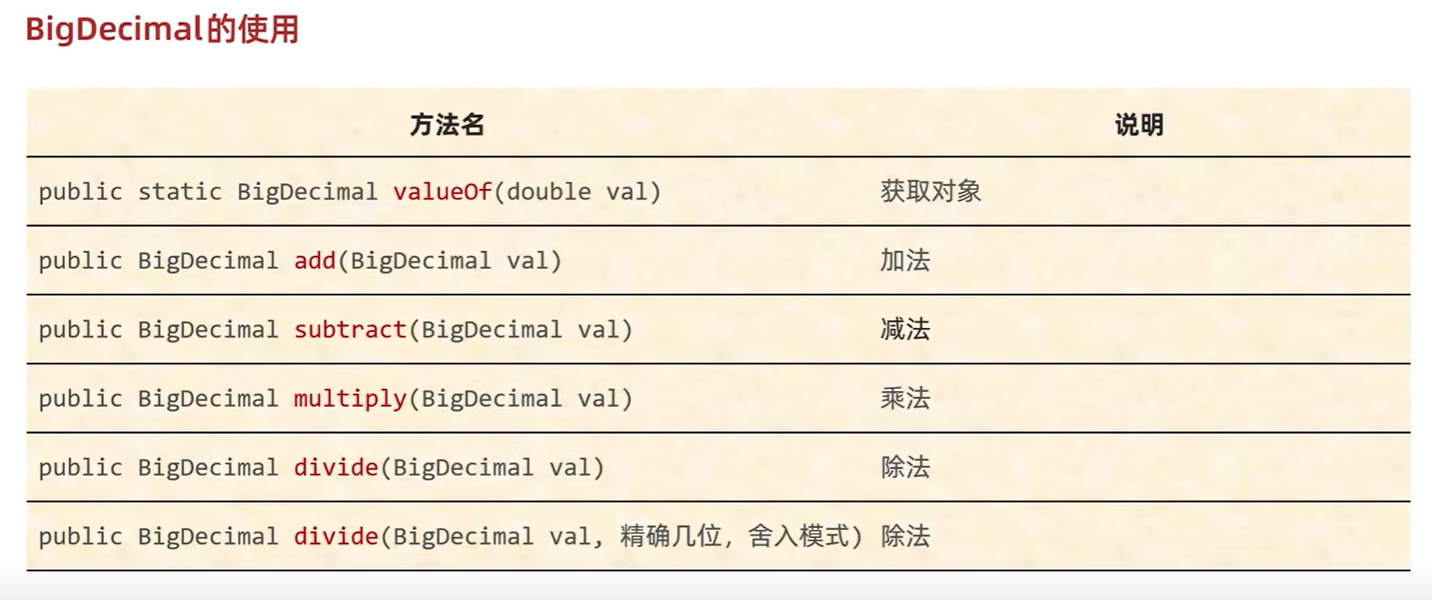 BigDecimal的使用
方法名 说明
public static BigDecimal valueOf(double val) 获取对象
public BigDecimal add(BigDecimal val) 加法
public BigDecimal subtract(BigDecimal val) 减法
public BigDecimal multiply(BigDecimal val) 乘法
public BigDecimal divide(BigDecimal val) 除法
public BigDecimal divide(BigDecimal val, 精确几位, 舍入模式) 除法